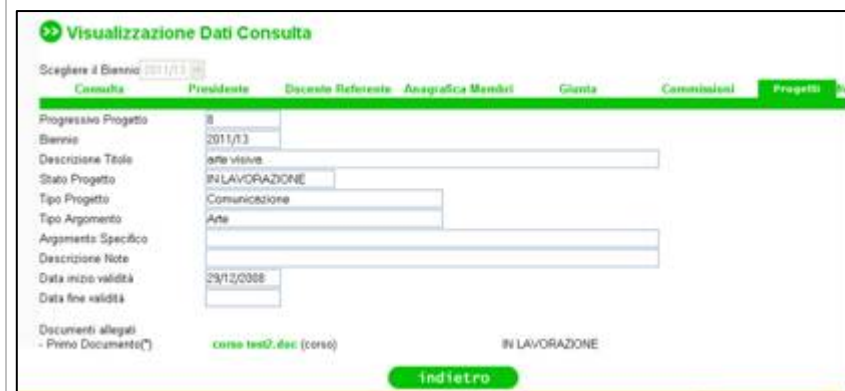 Visualizzazione Dati Consulta
Scegliere il Biennio 2011/13
Consulta Presidente Docente Referente Anagrafica Membri Giunta Commissioni Progetti
Progressivo Progetto 8
Biennio 2011/13
Descrizione Titolo arte visiva
Stato Progetto IN LAVORAZIONE
Tipo Progetto Comunicazione
Tipo Argomento Arte
Argomento Specifico
Descrizione Note
Data inizio validità 29/12/2008
Data fine validità
Documenti allegati
- Primo Documento(*) corso test2.doc (corso) IN LAVORAZIONE
indietro